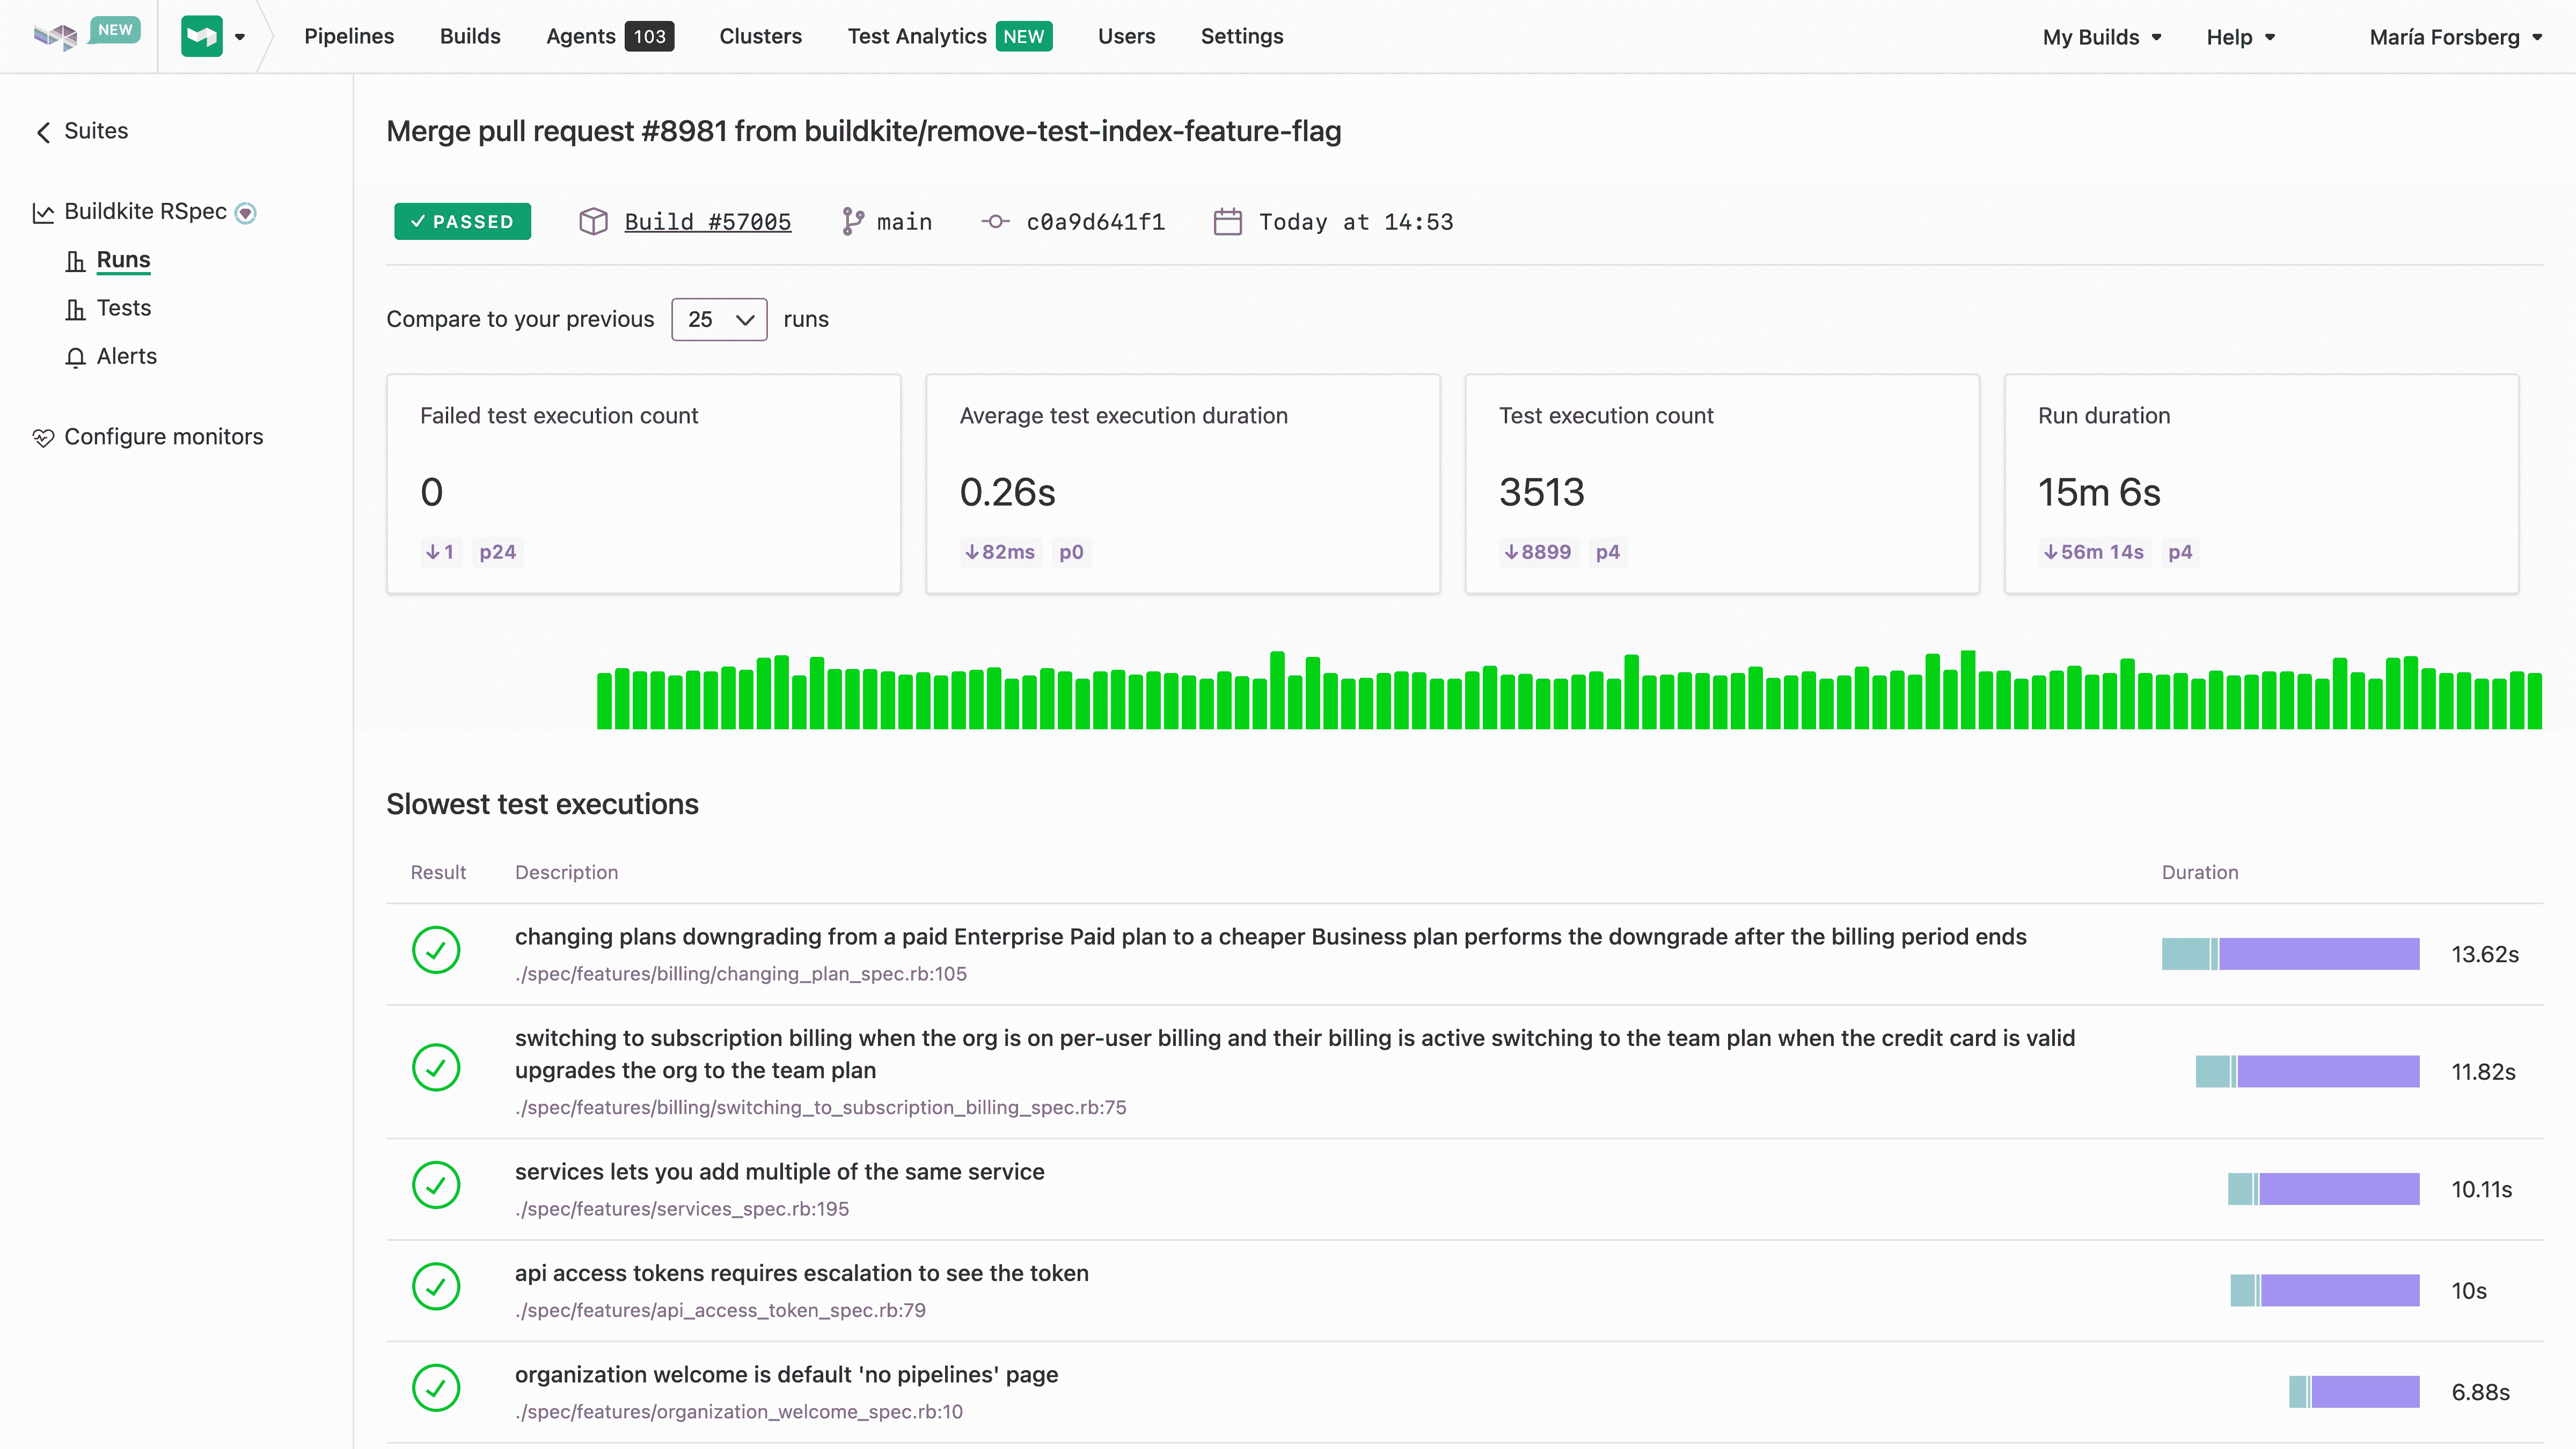 NEW
Pipelines
Builds
Agents 103
Clusters
Test Analytics NEW
Users
Settings
My Builds
Help
María Forsberg
Suites
Buildkite RSpec
Runs
Tests
Alerts
Configure monitors
Merge pull request #8981 from buildkite/remove-test-index-feature-flag
✓ PASSED
Build #57005
main
c0a9d641f1
Today at 14:53
Compare to your previous 25 runs
Failed test execution count
0
↓1 p24
Average test execution duration
0.26s
↓82ms p0
Test execution count
3513
↓8899 p4
Run duration
15m 6s
↓56m 14s p4
Slowest test executions
Result Description Duration
changing plans downgrading from a paid Enterprise Paid plan to a cheaper Business plan performs the downgrade after the billing period ends
./spec/features/billing/changing_plan_spec.rb:105
13.62s
switching to subscription billing when the org is on per-user billing and their billing is active switching to the team plan when the credit card is valid
upgrades the org to the team plan
./spec/features/billing/switching_to_subscription_billing_spec.rb:75
11.82s
services lets you add multiple of the same service
./spec/features/services_spec.rb:195
10.11s
api access tokens requires escalation to see the token
./spec/features/api_access_token_spec.rb:79
10s
organization welcome is default 'no pipelines' page
./spec/features/organization_welcome_spec.rb:10
6.88s